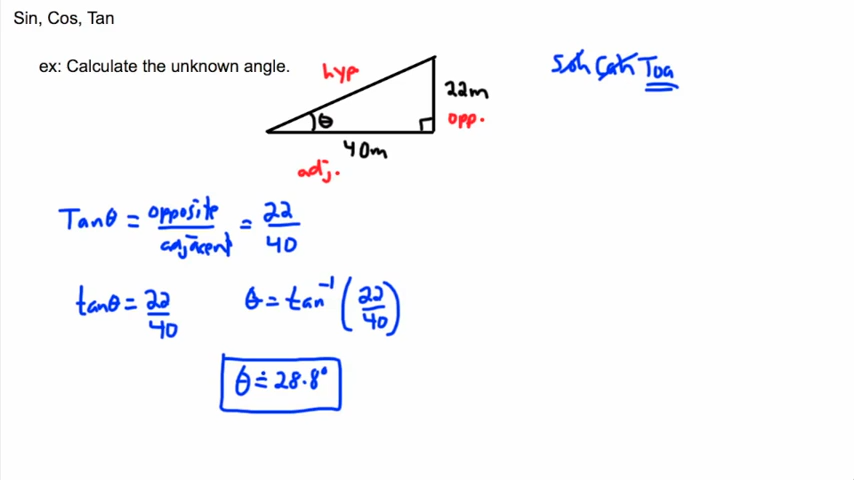 Sin, Cos, Tan
ex: Calculate the unknown angle.
hyp
Soh Cah Toa
22m
θ
opp.
40m
adj.
Tanθ = opposite/adjacent = 22/40
tanθ = 22/40
θ = tan⁻¹ (22/40)
θ ≐ 28.8°